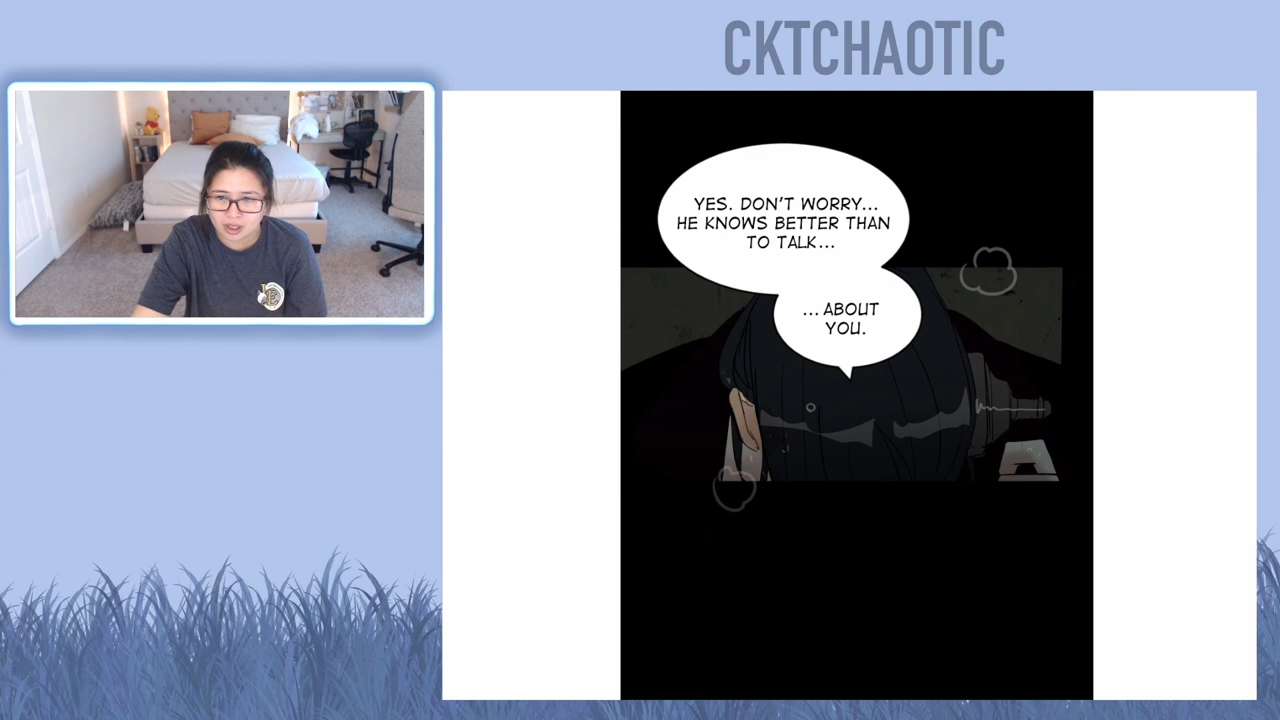 CKTCHAOTIC
YES. DON'T WORRY...
HE KNOWS BETTER THAN
TO TALK...
...ABOUT
YOU.